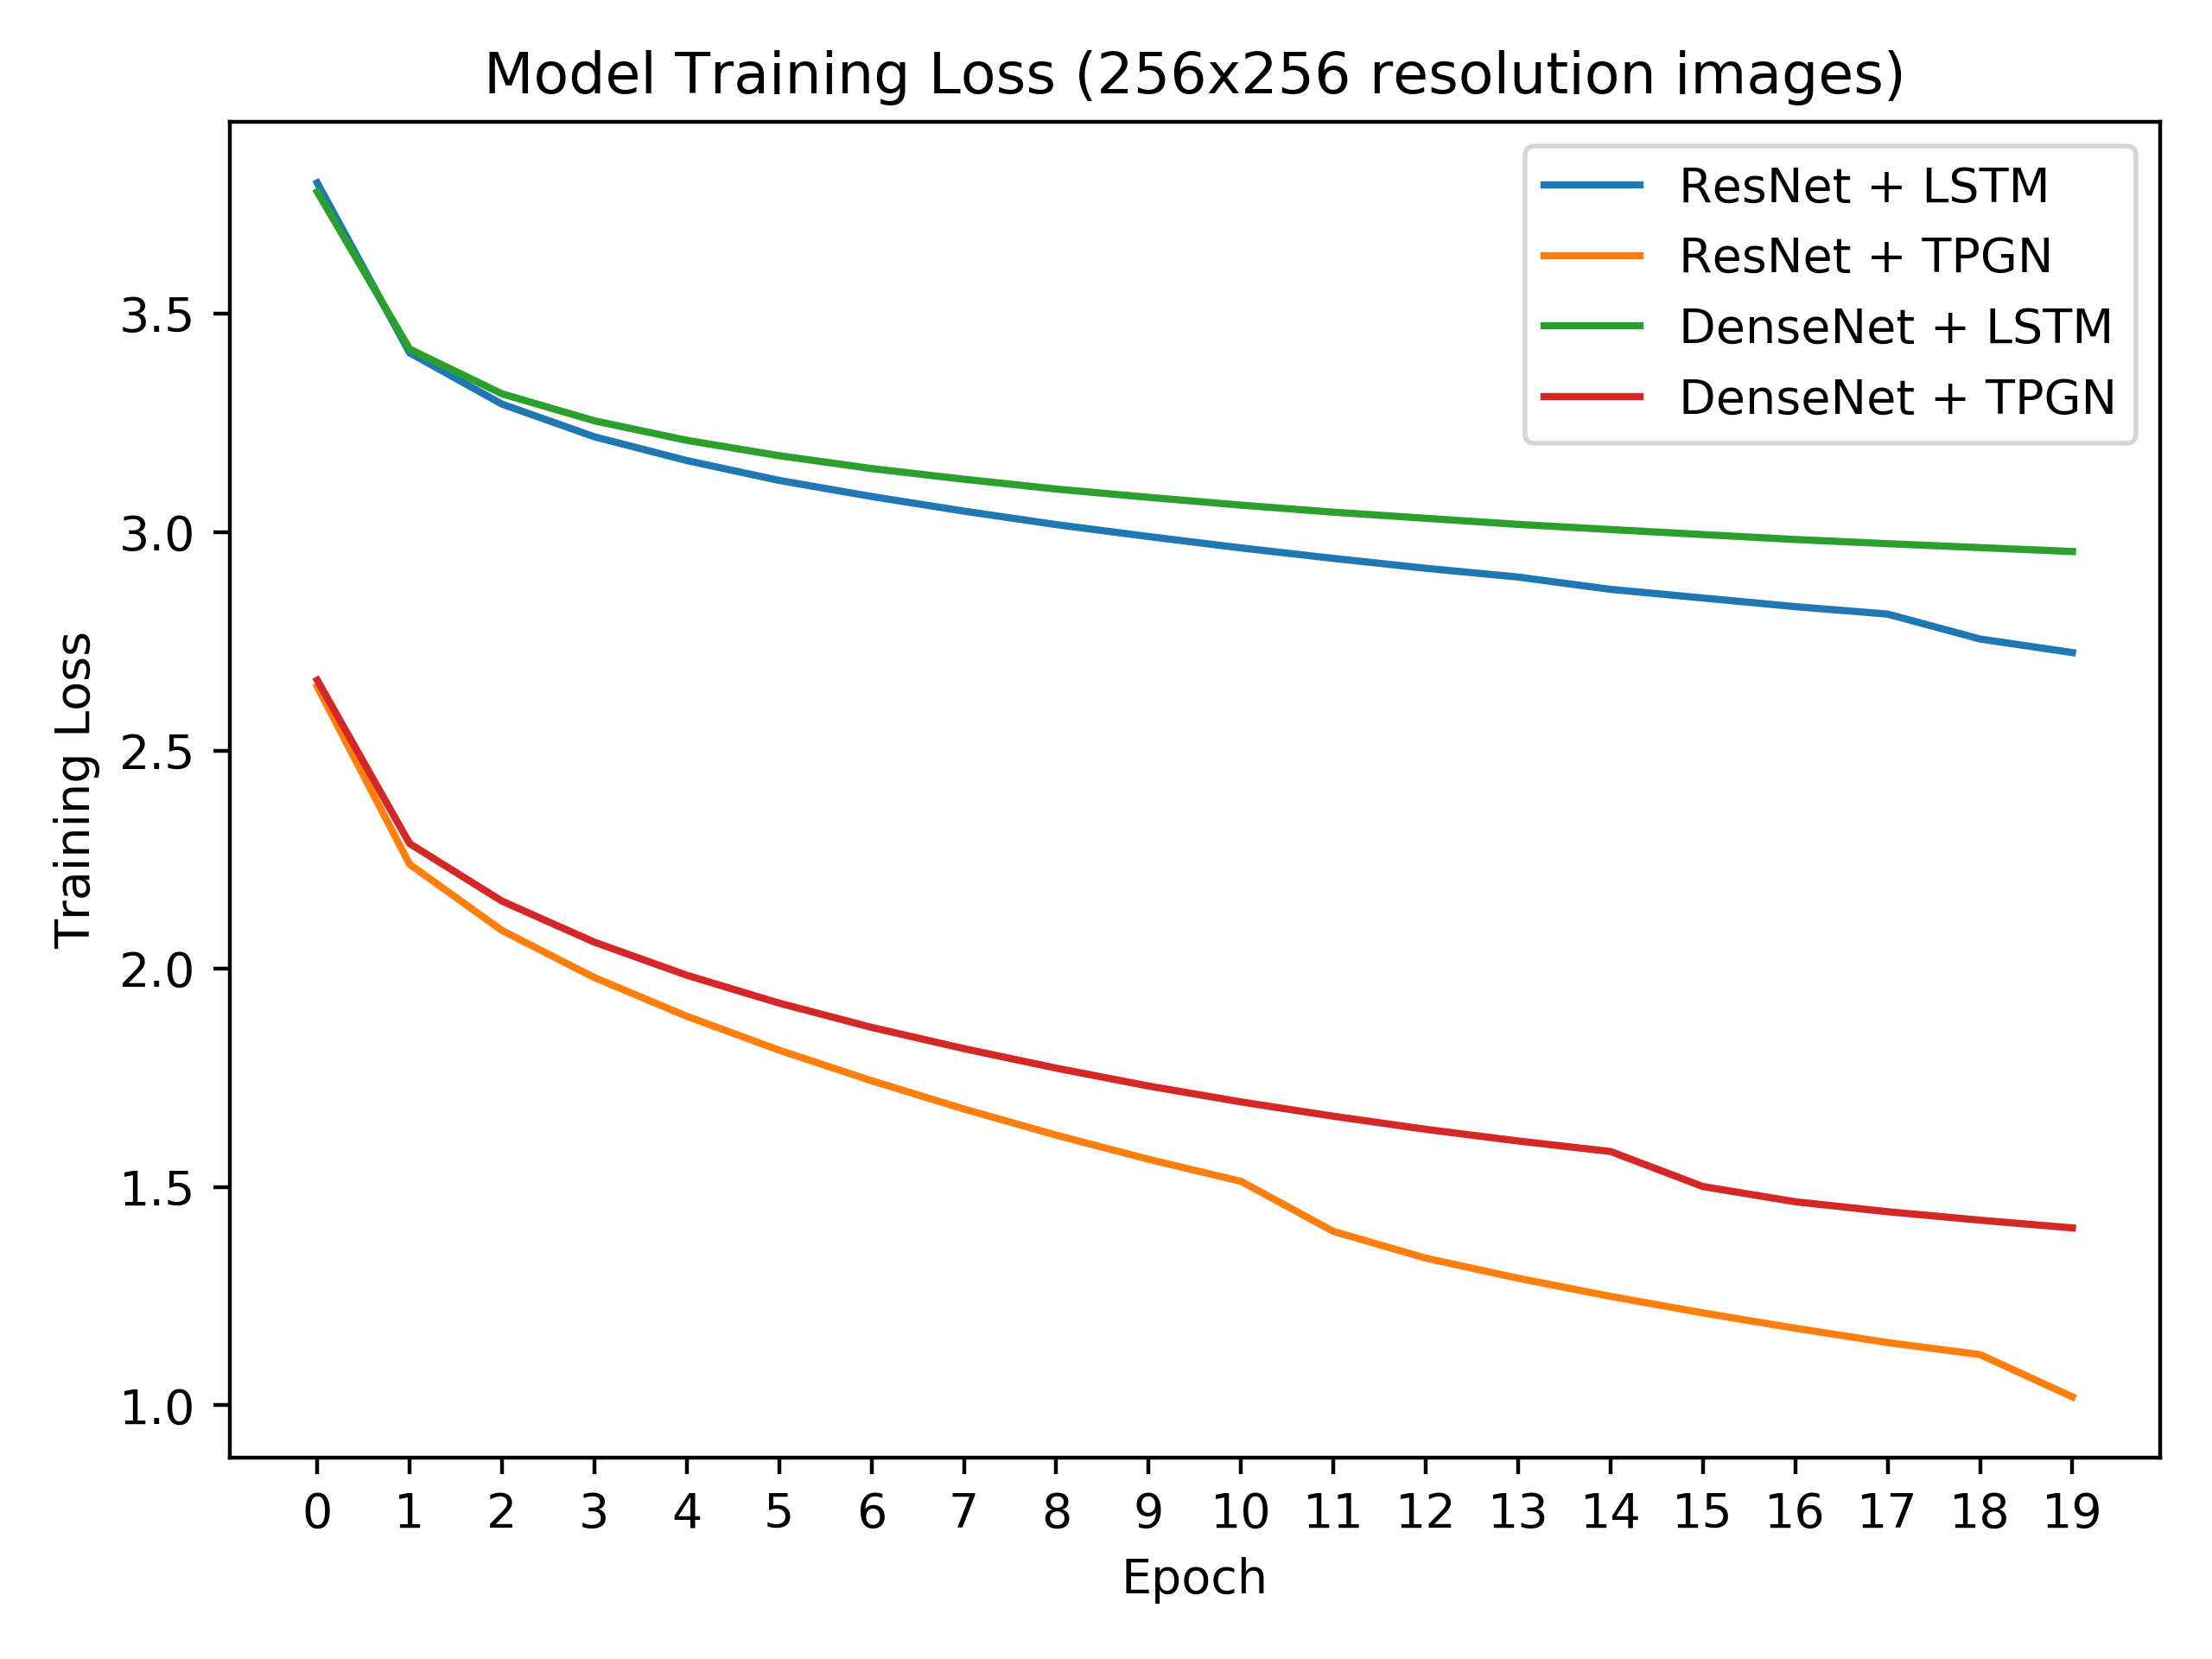 Model Training Loss (256x256 resolution images)
ResNet + LSTM
ResNet + TPGN
DenseNet + LSTM
DenseNet + TPGN
Training Loss
3.5
3.0
2.5
2.0
1.5
1.0
0 1 2 3 4 5 6 7 8 9 10 11 12 13 14 15 16 17 18 19
Epoch